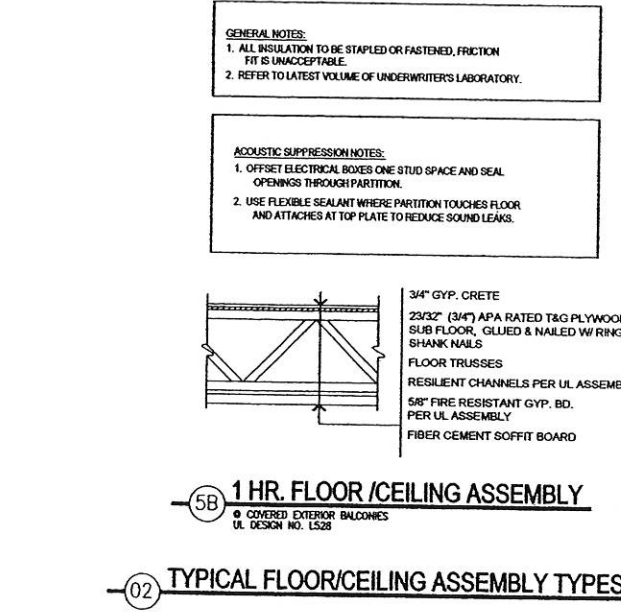 GENERAL NOTES:
1. ALL INSULATION TO BE STAPLED OR FASTENED, FRICTION
FIT IS UNACCEPTABLE.
2. REFER TO LATEST VOLUME OF UNDERWRITER'S LABORATORY.
ACOUSTIC SUPPRESSION NOTES:
1. OFFSET ELECTRICAL BOXES ONE STUD SPACE AND SEAL
OPENINGS THROUGH PARTITION.
2. USE FLEXIBLE SEALANT WHERE PARTITION TOUCHES FLOOR
AND ATTACHES AT TOP PLATE TO REDUCE SOUND LEAKS.
3/4" GYP. CRETE
23/32" (3/4") APA RATED T&G PLYWOOD
SUB FLOOR, GLUED & NAILED W/ RING
SHANK NAILS
FLOOR TRUSSES
RESILIENT CHANNELS PER UL ASSEMB
5/8" FIRE RESISTANT GYP. BD.
PER UL ASSEMBLY
FIBER CEMENT SOFFIT BOARD
5B 1 HR. FLOOR /CEILING ASSEMBLY
@ COVERED EXTERIOR BALCONIES
UL DESIGN NO. L528
02 TYPICAL FLOOR/CEILING ASSEMBLY TYPES